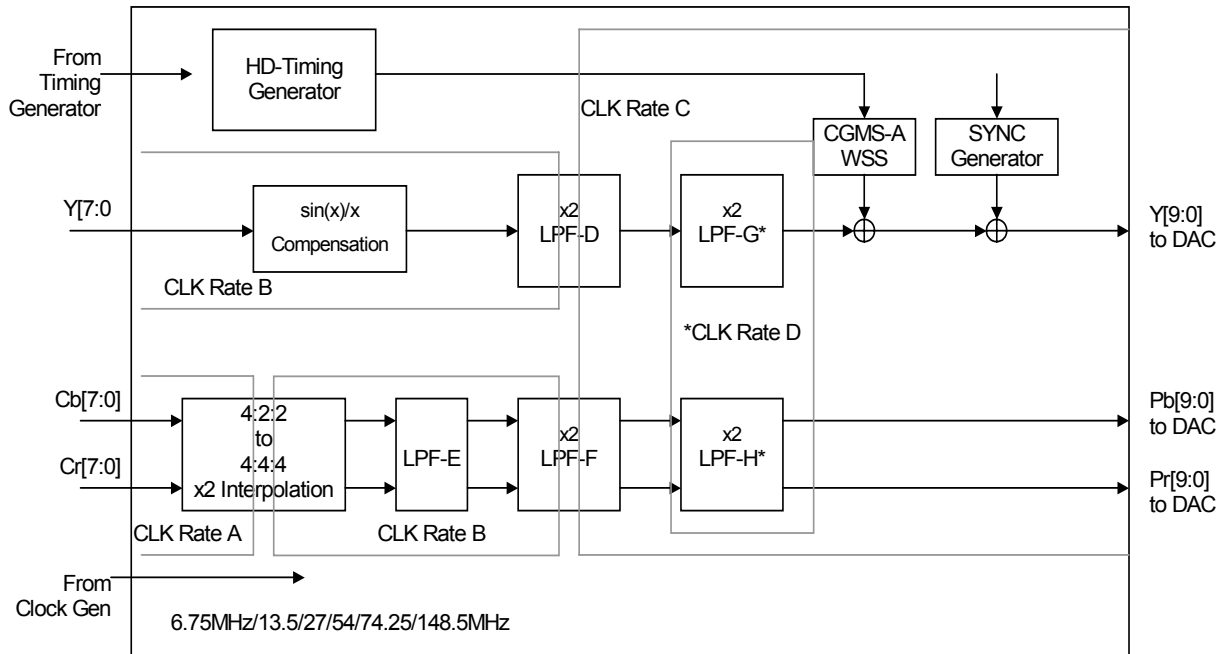 From
Timing
Generator
HD-Timing
Generator
CLK Rate C
CGMS-A
WSS
SYNC
Generator
Y[7:0
sin(x)/x
Compensation
x2
LPF-D
x2
LPF-G*
Y[9:0]
to DAC
CLK Rate B
*CLK Rate D
Cb[7:0]
Cr[7:0]
4:2:2
to
4:4:4
x2 Interpolation
LPF-E
x2
LPF-F
x2
LPF-H*
Pb[9:0]
to DAC
Pr[9:0]
to DAC
CLK Rate A
CLK Rate B
From
Clock Gen
6.75MHz/13.5/27/54/74.25/148.5MHz